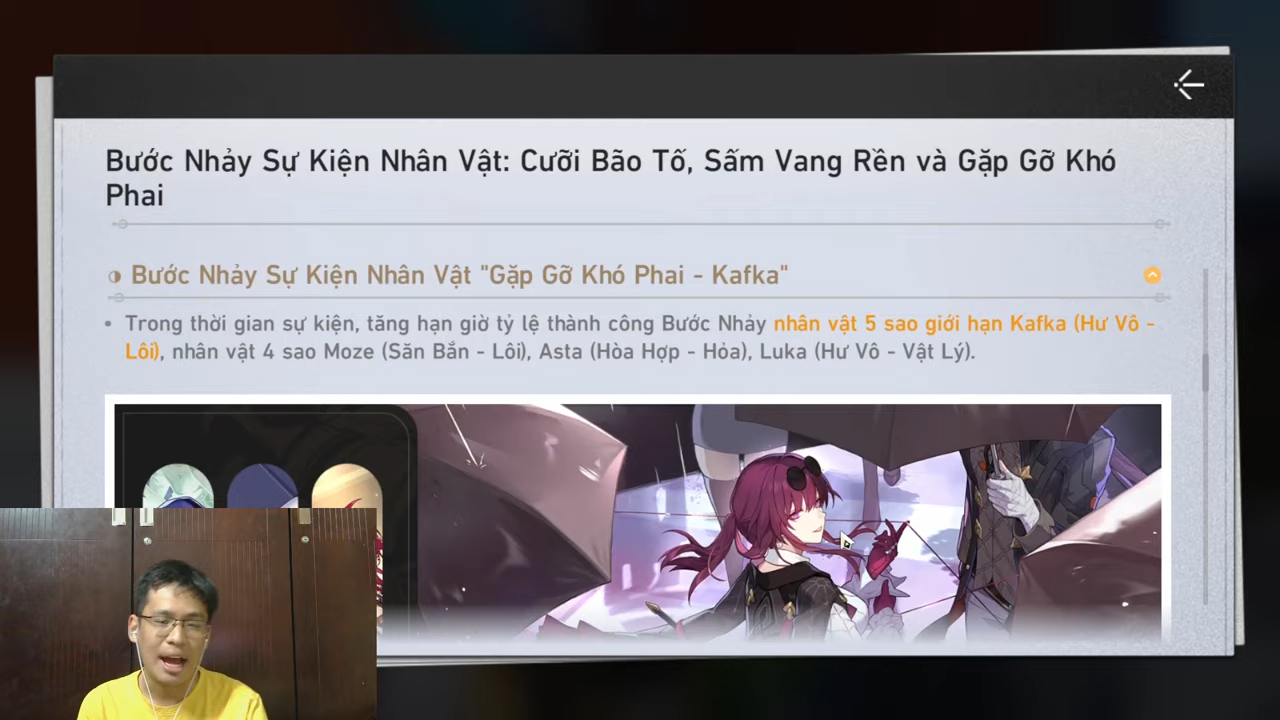 Bước Nhảy Sự Kiện Nhân Vật: Cưỡi Bão Tố, Sấm Vang Rền và Gặp Gỡ Khó
Phai
Bước Nhảy Sự Kiện Nhân Vật "Gặp Gỡ Khó Phai - Kafka"
• Trong thời gian sự kiện, tăng hạn giờ tỷ lệ thành công Bước Nhảy nhân vật 5 sao giới hạn Kafka (Hư Vô -
Lôi), nhân vật 4 sao Moze (Săn Bắn - Lôi), Asta (Hòa Hợp - Hỏa), Luka (Hư Vô - Vật Lý).